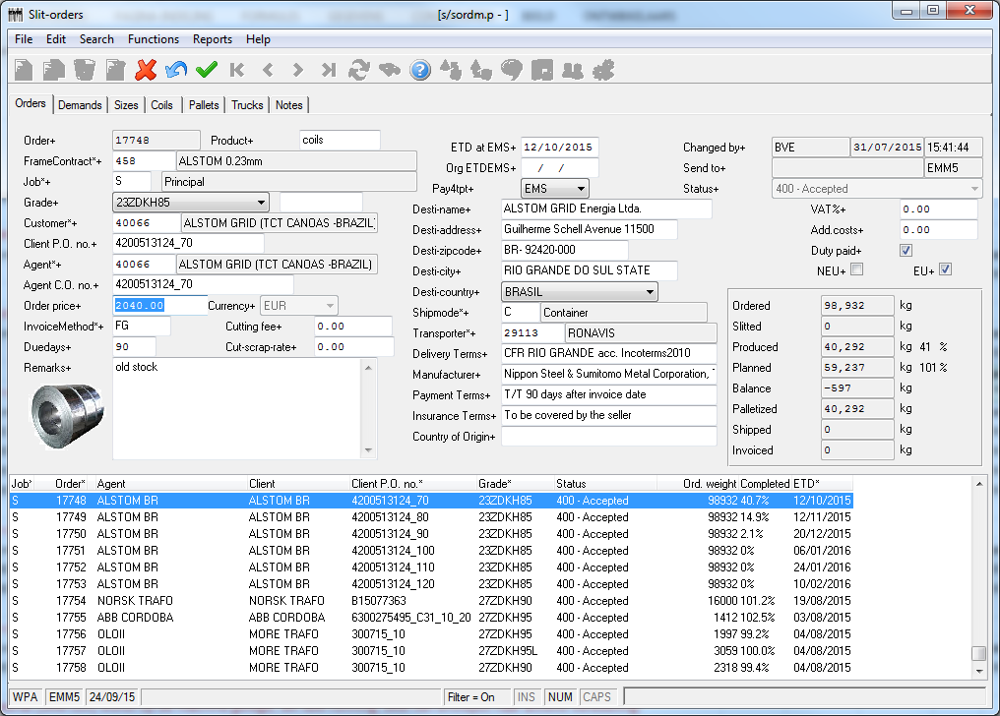 Slit-orders [s/sordm.p - ]
File Edit Search Functions Reports Help
Orders Demands Sizes Coils Pallets Trucks Notes
Order+ 17748 Product+ coils
FrameContract*+ 458 ALSTOM 0.23mm
Job*+ S Principal
Grade+ 23ZDKH85
Customer*+ 40066 ALSTOM GRID (TCT CANOAS -BRAZIL)
Client P.O. no.+ 4200513124_70
Agent*+ 40066 ALSTOM GRID (TCT CANOAS -BRAZIL)
Agent C.O. no.+ 4200513124_70
Order price+ 2040.00 Currency+ EUR
InvoiceMethod*+ FG Cutting fee+ 0.00
Duedays+ 90 Cut-scrap-rate+ 0.00
Remarks+ old stock
ETD at EMS+ 12/10/2015
Org ETDEMS+ / /
Pay4tpt+ EMS
Desti-name+ ALSTOM GRID Energia Ltda.
Desti-address+ Guilherme Schell Avenue 11500
Desti-zipcode+ BR- 92420-000
Desti-city+ RIO GRANDE DO SUL STATE
Desti-country+ BRASIL
Shipmode*+ C Container
Transporter*+ 29113 RONAVIS
Delivery Terms+ CFR RIO GRANDE acc. Incoterms2010
Manufacturer+ Nippon Steel & Sumitomo Metal Corporation,
Payment Terms+ T/T 90 days after invoice date
Insurance Terms+ To be covered by the seller
Country of Origin+
Changed by+ BVE 31/07/2015 15:41:44
Send to+ EMM5
Status+ 400 - Accepted
VAT%+ 0.00
Add.costs+ 0.00
Duty paid+
NEU+ EU+
Ordered 98,932 kg
Slitted 0 kg
Produced 40,292 kg 41 %
Planned 59,237 kg 101 %
Balance -597 kg
Palletized 40,292 kg
Shipped 0 kg
Invoiced 0 kg
Job* Order* Agent Client Client P.O. no.* Grade* Status Ord. weight Completed ETD*
S 17748 ALSTOM BR ALSTOM BR 4200513124_70 23ZDKH85 400 - Accepted 98932 40.7% 12/10/2015
S 17749 ALSTOM BR ALSTOM BR 4200513124_80 23ZDKH85 400 - Accepted 98932 14.9% 12/11/2015
S 17750 ALSTOM BR ALSTOM BR 4200513124_90 23ZDKH85 400 - Accepted 98932 2.1% 20/12/2015
S 17751 ALSTOM BR ALSTOM BR 4200513124_100 23ZDKH85 400 - Accepted 98932 0% 06/01/2016
S 17752 ALSTOM BR ALSTOM BR 4200513124_110 23ZDKH85 400 - Accepted 98932 0% 24/01/2016
S 17753 ALSTOM BR ALSTOM BR 4200513124_120 23ZDKH85 400 - Accepted 98932 0% 10/02/2016
S 17754 NORSK TRAFO NORSK TRAFO B15077363 27ZDKH90 400 - Accepted 16000 101.2% 19/08/2015
S 17755 ABB CORDOBA ABB CORDOBA 6300275495_C31_10_20 27ZDKH95 400 - Accepted 1412 102.5% 03/08/2015
S 17756 OLOII MORE TRAFO 300715_10 27ZDKH90 400 - Accepted 1997 99.2% 04/08/2015
S 17757 OLOII MORE TRAFO 300715_10 27ZDKH95L 400 - Accepted 3059 100.0% 04/08/2015
S 17758 OLOII MORE TRAFO 300715_10 27ZDKH90 400 - Accepted 2318 99.4% 04/08/2015
WPA EMM5 24/09/15 Filter = On INS NUM CAPS